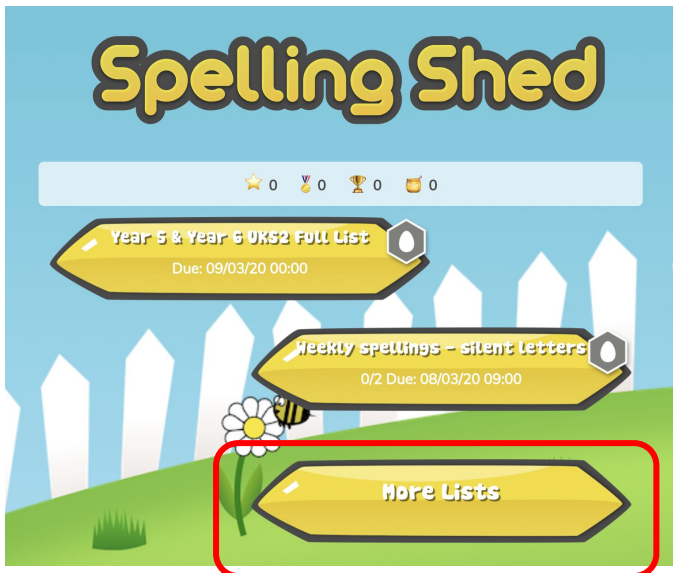 Spelling Shed
0 0 0 0
Year 5 & Year 6 UKS2 Full List
Due: 09/03/20 00:00
Weekly spellings - silent letters
0/2 Due: 08/03/20 09:00
More Lists